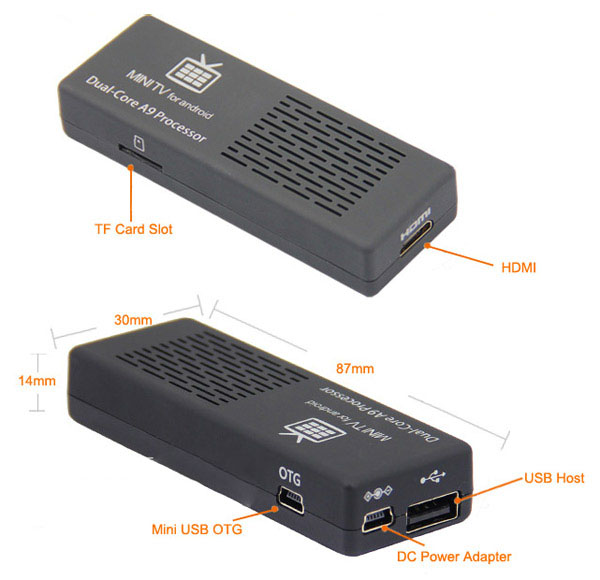 MINI TV for android
Dual-Core A9 Processor
TF Card Slot
HDMI
HDMI
30mm
87mm
14mm
Dual-Core A9 Processor
MINI TV for android
OTG
USB Host
Mini USB OTG
DC Power Adapter